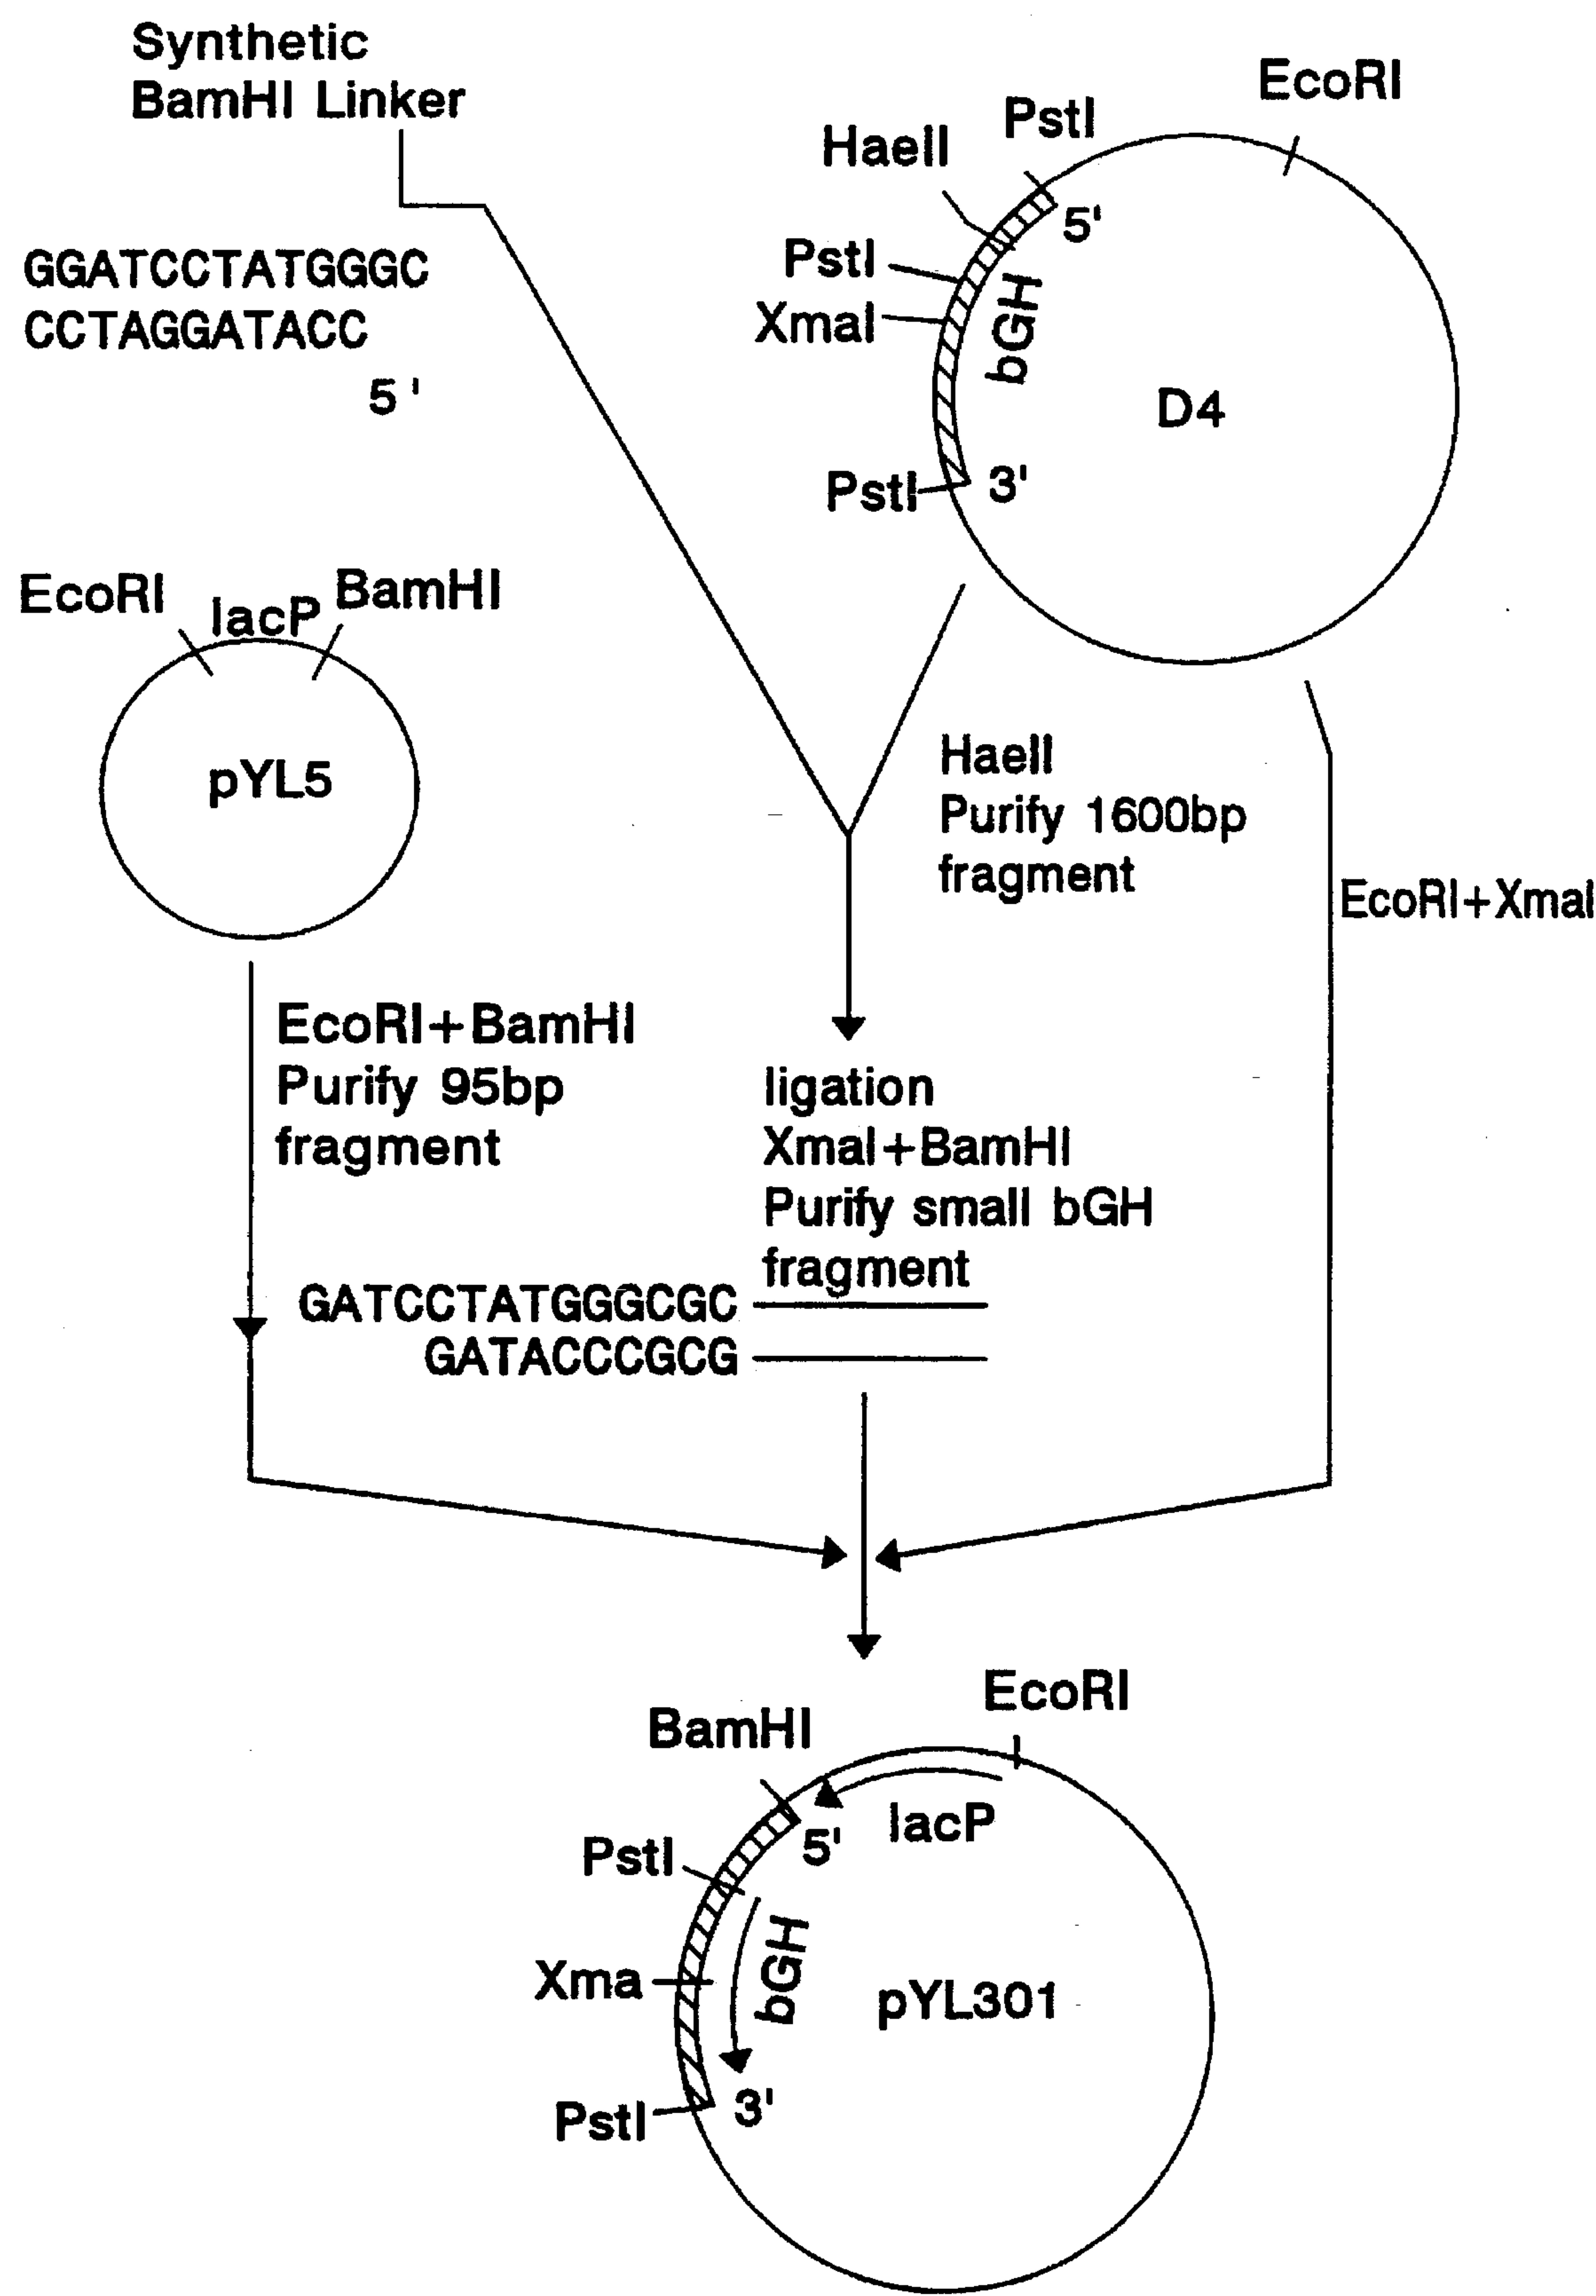 Synthetic
BamHI Linker
GGATCCTATGGGC
CCTAGGATACC
5'
EcoRI
PstI
HaeII
5'
PstI
XmaI
bGH
D4
PstI
3'
EcoRI
lacP
BamHI
pYL5
HaeII
Purify 1600bp
fragment
EcoRI+XmaI
EcoRI+BamHI
Purify 95bp
fragment
ligation
XmaI+BamHI
Purify small bGH
fragment
GATCCTATGGGCGC
GATACCCGCG
EcoRI
BamHI
lacP
5'
PstI
bGH
Xma
pYL301
3'
PstI